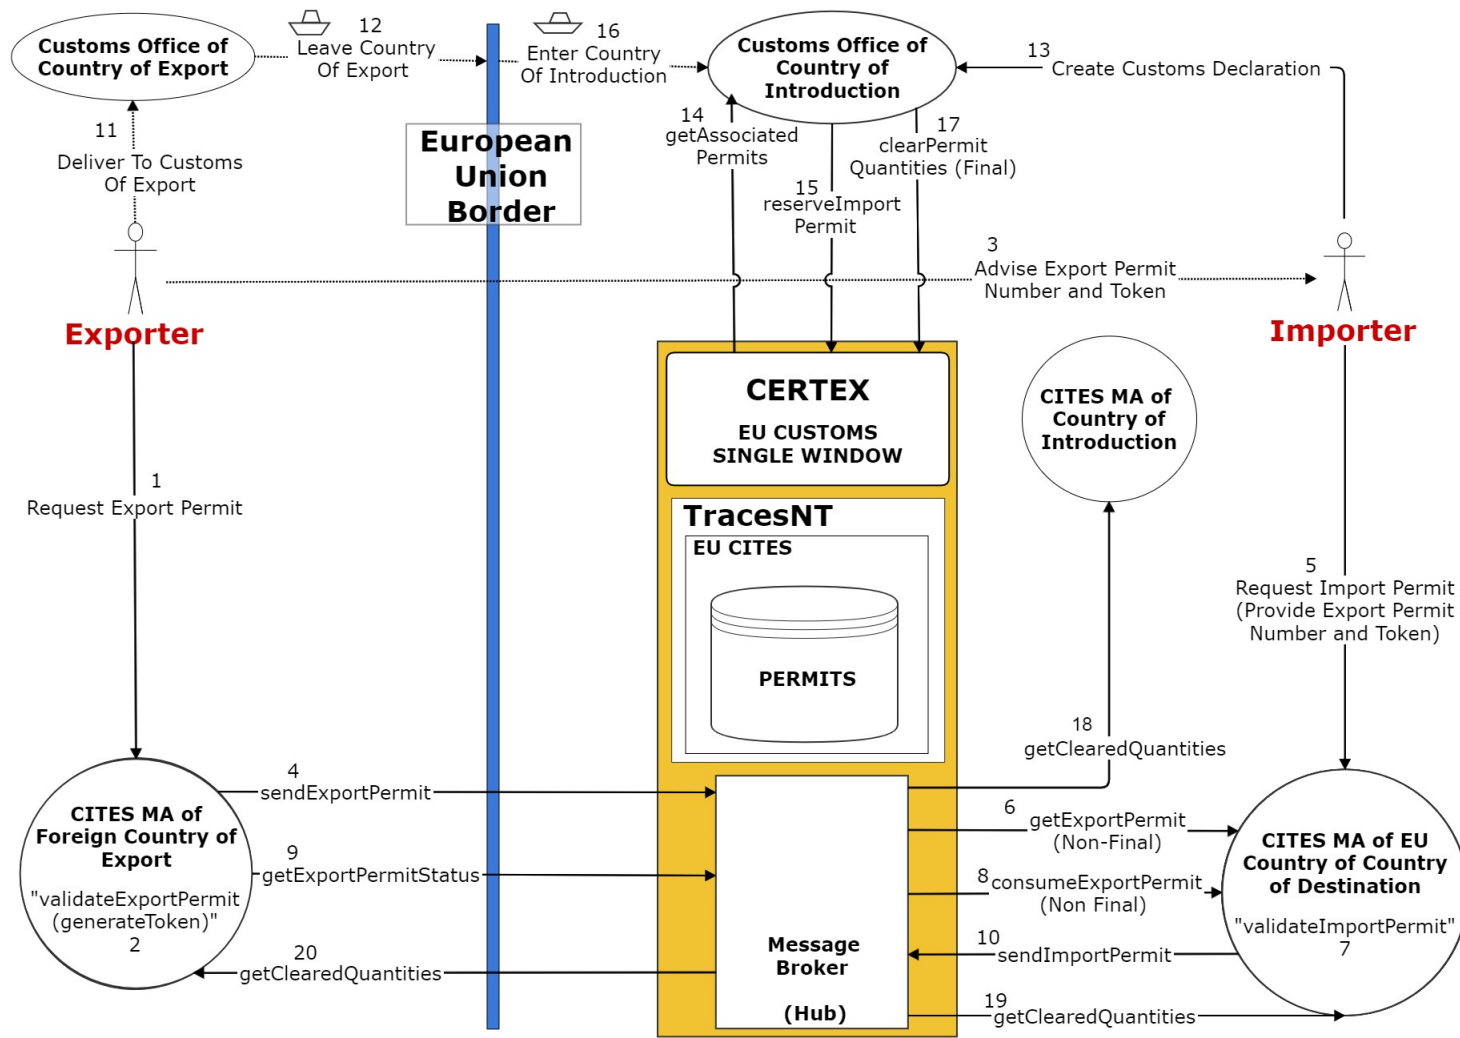 12
16
13
Customs Office of
Country of Export
Leave Country
Of Export
Enter Country
Of Introduction
Customs Office of
Country of
Introduction
Create Customs Declaration
11
Deliver To Customs
Of Export
European
Union
Border
14
getAssociated
Permits
17
clearPermit
Quantities (Final)
15
reserveImport
Permit
3
Advise Export Permit
Number and Token
Exporter
Importer
CERTEX
EU CUSTOMS
SINGLE WINDOW
CITES MA of
Country of
Introduction
1
Request Export Permit
TracesNT
EU CITES
PERMITS
5
Request Import Permit
(Provide Export Permit
Number and Token)
18
getClearedQuantities
4
sendExportPermit
CITES MA of
Foreign Country of
Export
"validateExportPermit
(generateToken)"
2
9
getExportPermitStatus
20
getClearedQuantities
Message
Broker
(Hub)
6
getExportPermit
(Non-Final)
8
consumeExportPermit
(Non Final)
10
sendImportPermit
19
getClearedQuantities
CITES MA of EU
Country of Country
of Destination
"validateImportPermit"
7